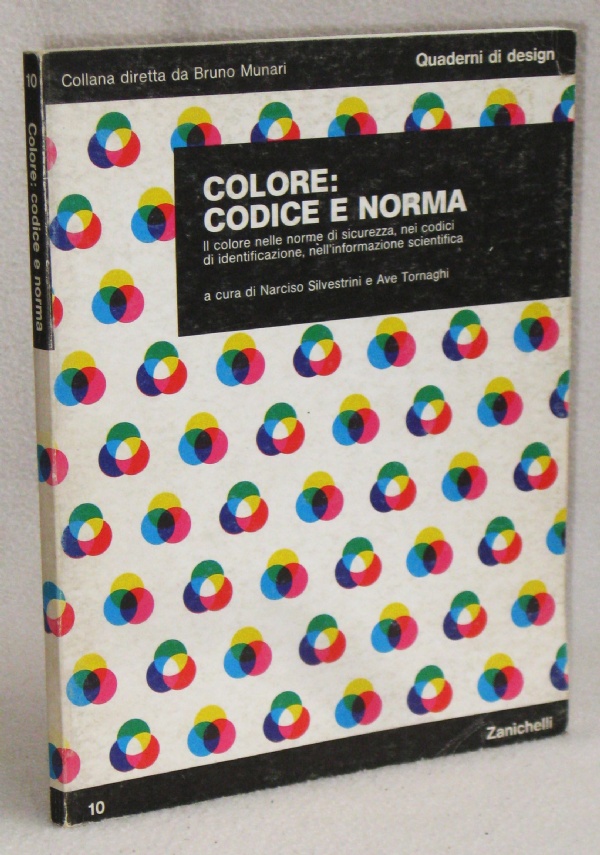 Collana diretta da Bruno Munari
Quaderni di design
10
Colore: codice e norma
COLORE:
CODICE E NORMA
Il colore nelle norme di sicurezza, nei codici
di identificazione, nell'informazione scientifica
a cura di Narciso Silvestrini e Ave Tornaghi
Zanichelli
10